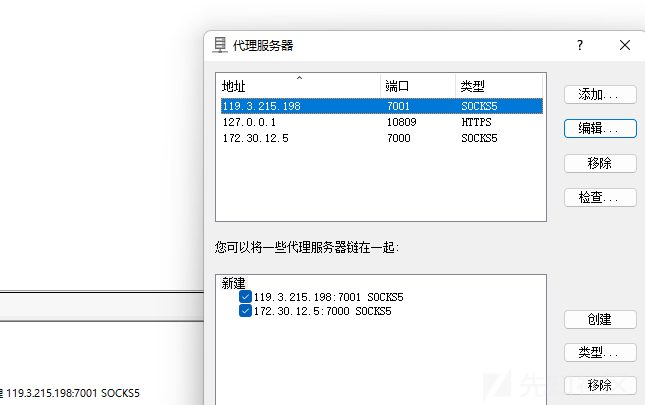 代理服务器
?
地址 端口 类型
119.3.215.198 7001 SOCKS5
127.0.0.1 10809 HTTPS
172.30.12.5 7000 SOCKS5
添加...
编辑...
移除
检查...
您可以将一些代理服务器链在一起:
新建
119.3.215.198:7001 SOCKS5
172.30.12.5:7000 SOCKS5
创建
类型...
移除
119.3.215.198:7001 SOCKS5